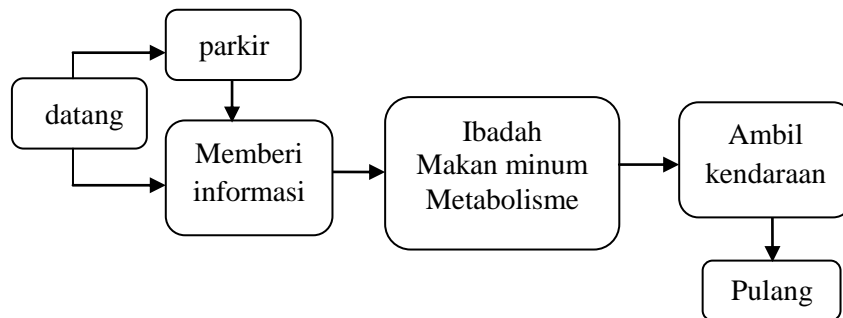 datang
parkir
Memberi
informasi
Ibadah
Makan minum
Metabolisme
Ambil
kendaraan
Pulang